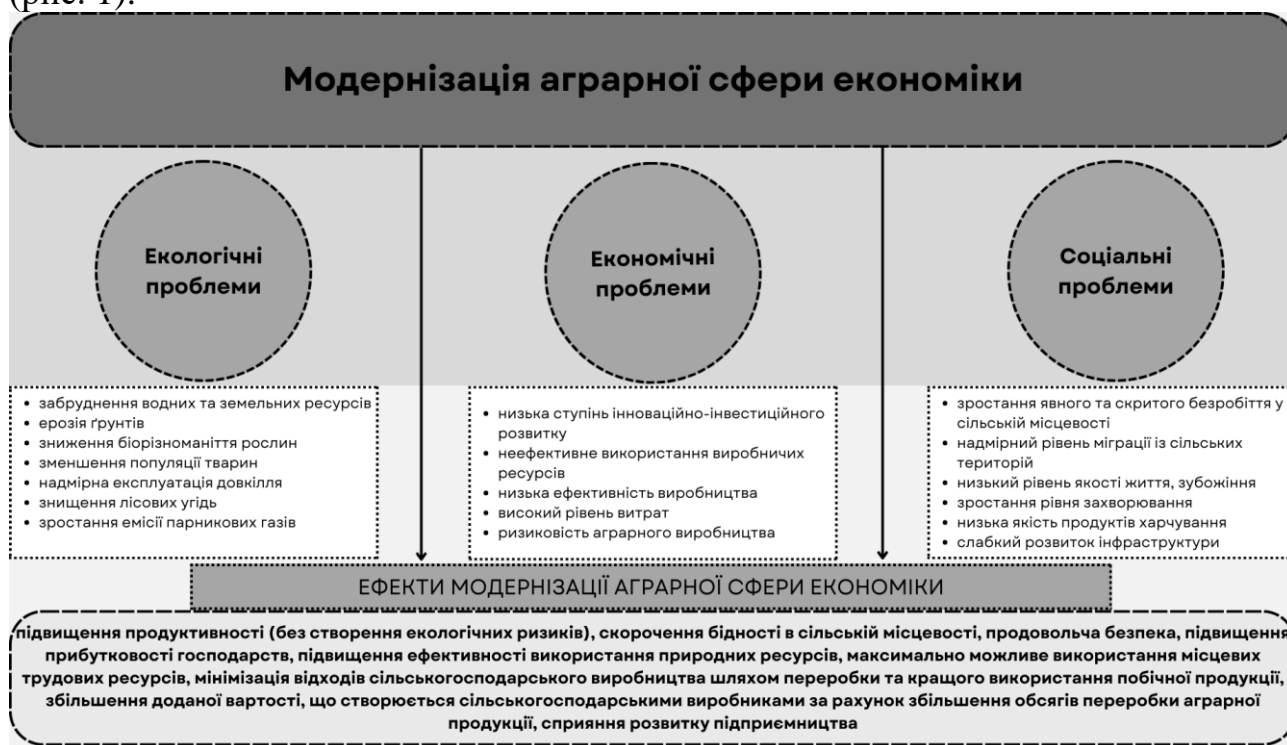 (рис. 1).
Модернізація аграрної сфери економіки
Екологічні
проблеми
Економічні
проблеми
Соціальні
проблеми
• забруднення водних та земельних ресурсів
• ерозія ґрунтів
• зниження біорізноманіття рослин
• зменшення популяції тварин
• надмірна експлуатація довкілля
• знищення лісових угідь
• зростання емісії парникових газів
• низька ступінь інноваційно-інвестиційного
розвитку
• неефективне використання виробничих
ресурсів
• низька ефективність виробництва
• високий рівень витрат
• ризиковість аграрного виробництва
• зростання явного та скритого безробіття у
сільській місцевості
• надмірний рівень міграції із сільських
територій
• низький рівень якості життя, зубожіння
• зростання рівня захворювання
• низька якість продуктів харчування
• слабкий розвиток інфраструктури
ЕФЕКТИ МОДЕРНІЗАЦІЇ АГРАРНОЇ СФЕРИ ЕКОНОМІКИ
підвищення продуктивності (без створення екологічних ризиків), скорочення бідності в сільській місцевості, продовольча безпека, підвищення
прибутковості господарств, підвищення ефективності використання природних ресурсів, максимально можливе використання місцевих
трудових ресурсів, мінімізація відходів сільськогосподарського виробництва шляхом переробки та кращого використання побічної продукції,
збільшення доданої вартості, що створюється сільськогосподарськими виробниками за рахунок збільшення обсягів переробки аграрної
продукції, сприяння розвитку підприємництва